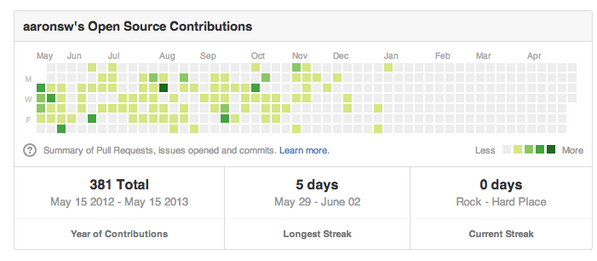 aaronsw's Open Source Contributions
May Jun Jul Aug Sep Oct Nov Dec Jan Feb Mar Apr
M
W
F
Summary of Pull Requests, issues opened and commits. Learn more. Less More
381 Total 5 days 0 days
May 15 2012 - May 15 2013 May 29 - June 02 Rock - Hard Place
Year of Contributions Longest Streak Current Streak